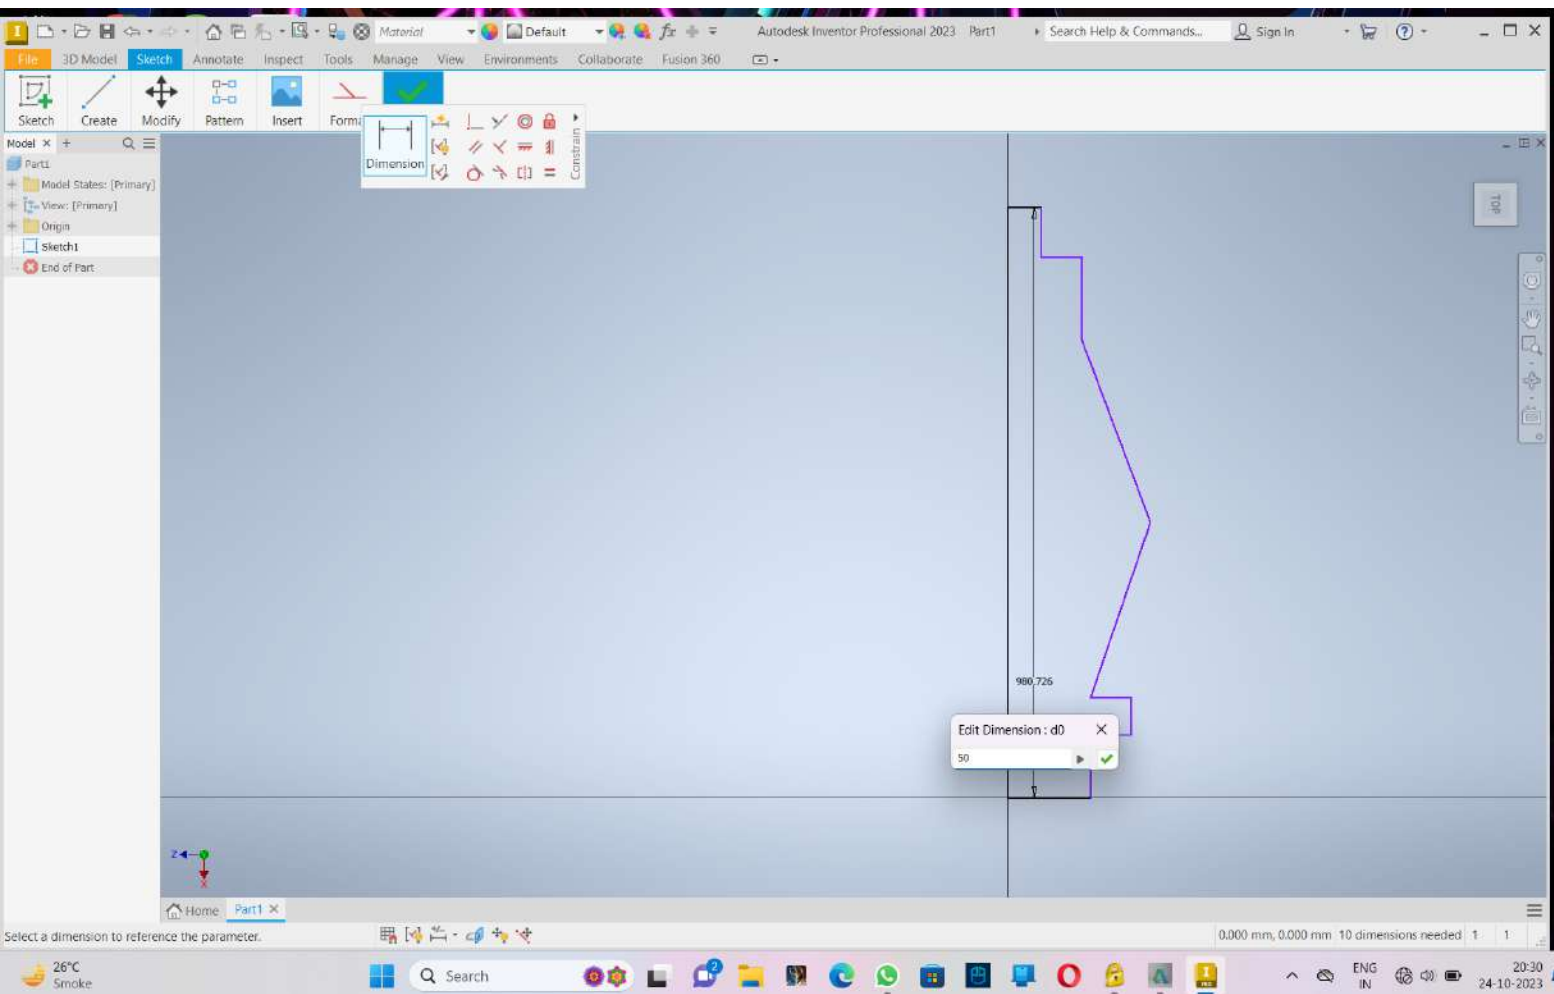 I Material Default fx Autodesk Inventor Professional 2023 Part1 Search Help & Commands... Sign In ?
File 3D Model Sketch Annotate Inspect Tools Manage View Environments Collaborate Fusion 360
Sketch Create Modify Pattern Insert Forma
Dimension
Constrain
Model × +
Part1
Model States: [Primary]
View: [Primary]
Origin
Sketch1
End of Part
TOP
980,726
Edit Dimension : d0
50
Z
X
Home Part1 ×
Select a dimension to reference the parameter.
0.000 mm, 0.000 mm 10 dimensions needed 1 1
26°C
Smoke
Search
2
ENG
IN
20:30
24-10-2023